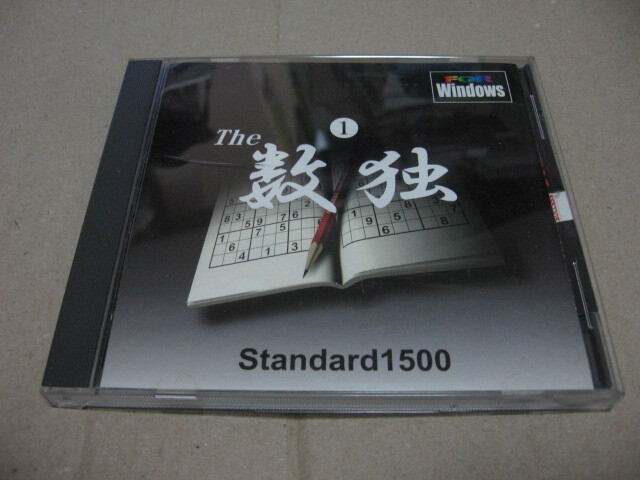 FOR
Windows
①
The
数独
Standard1500